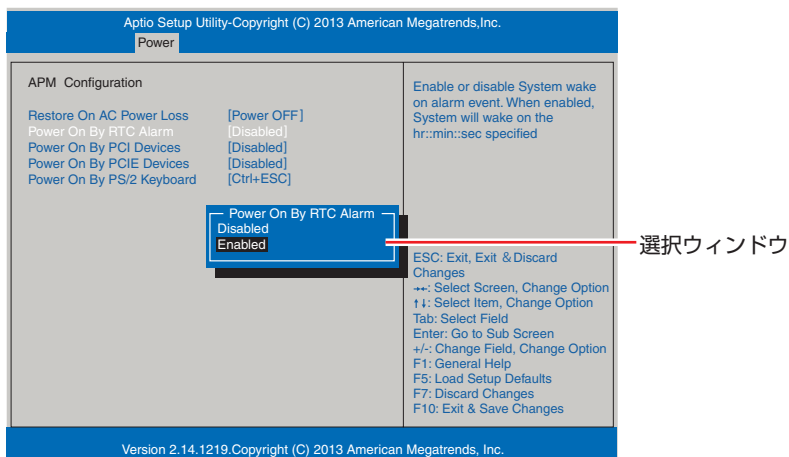 Aptio Setup Utility-Copyright (C) 2013 American Megatrends,Inc.
Power
APM Configuration
Restore On AC Power Loss [Power OFF]
Power On By RTC Alarm [Disabled]
Power On By PCI Devices [Disabled]
Power On By PCIE Devices [Disabled]
Power On By PS/2 Keyboard [Ctrl+ESC]
Power On By RTC Alarm
Disabled
Enabled
Enable or disable System wake
on alarm event. When enabled,
System will wake on the
hr::min::sec specified
選択ウィンドウ
ESC: Exit, Exit & Discard
Changes
→←: Select Screen, Change Option
↑↓: Select Item, Change Option
Tab: Select Field
Enter: Go to Sub Screen
+/-: Change Field, Change Option
F1: General Help
F5: Load Setup Defaults
F7: Discard Changes
F10: Exit & Save Changes
Version 2.14.1219.Copyright (C) 2013 American Megatrends, Inc.